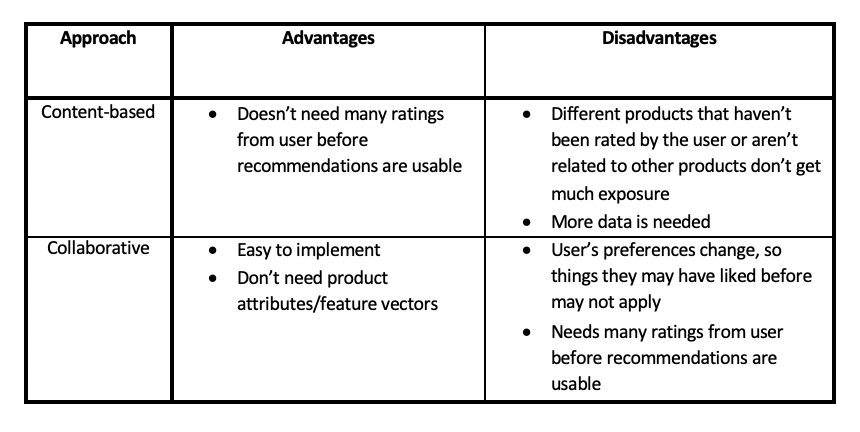 Approach
Advantages
Disadvantages
Content-based
• Doesn’t need many ratings
from user before
recommendations are usable
• Different products that haven’t
been rated by the user or aren’t
related to other products don’t get
much exposure
• More data is needed
Collaborative
• Easy to implement
• Don’t need product
attributes/feature vectors
• User’s preferences change, so
things they may have liked before
may not apply
• Needs many ratings from user
before recommendations are
usable